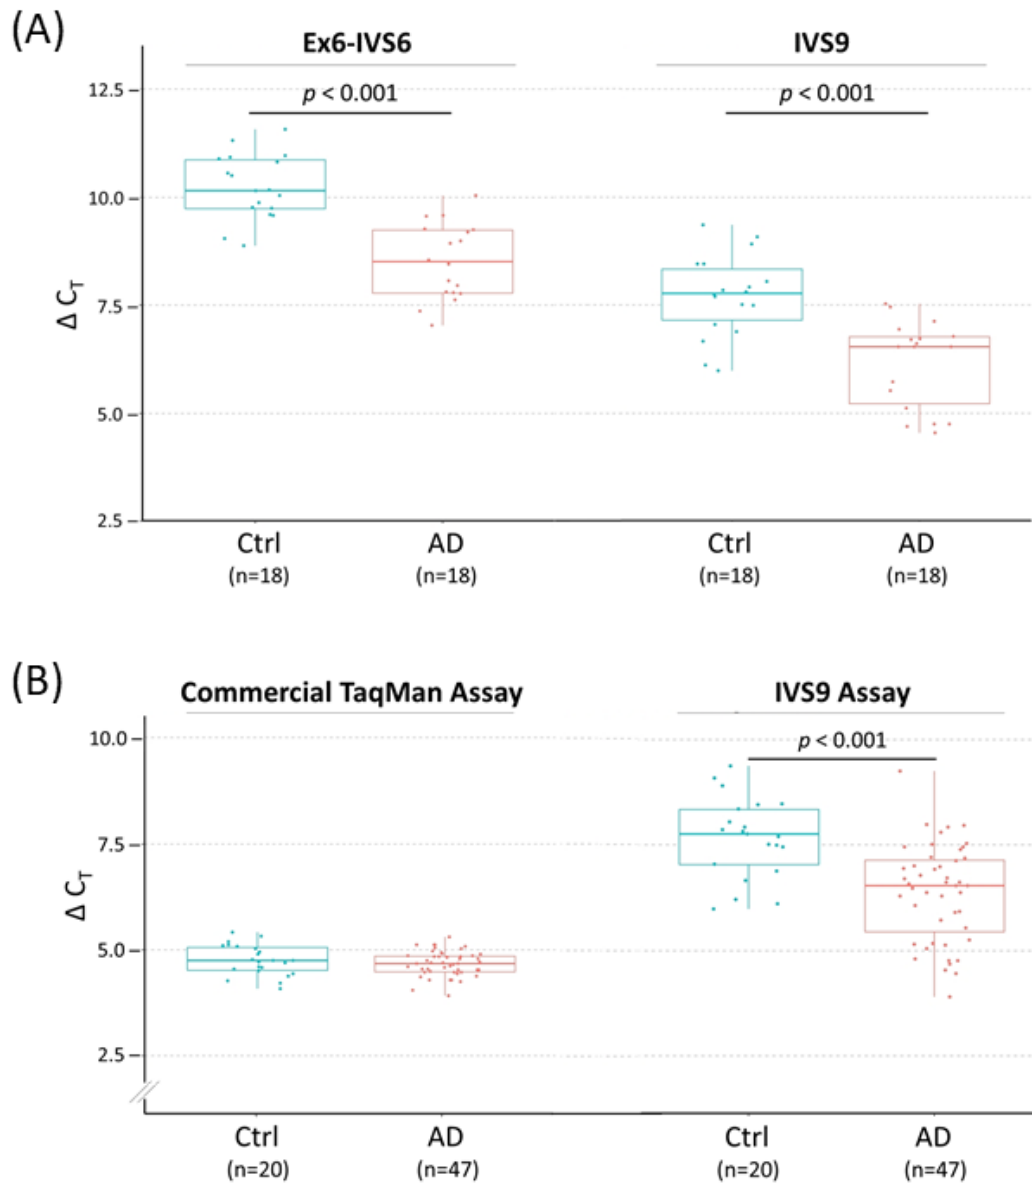 (A)
Ex6-IVS6 IVS9
p < 0.001 p < 0.001
12.5
10.0
7.5
5.0
2.5
Δ CT
Ctrl AD Ctrl AD
(n=18) (n=18) (n=18) (n=18)
(B)
Commercial TaqMan Assay IVS9 Assay
p < 0.001
10.0
7.5
5.0
2.5
Δ CT
Ctrl AD Ctrl AD
(n=20) (n=47) (n=20) (n=47)